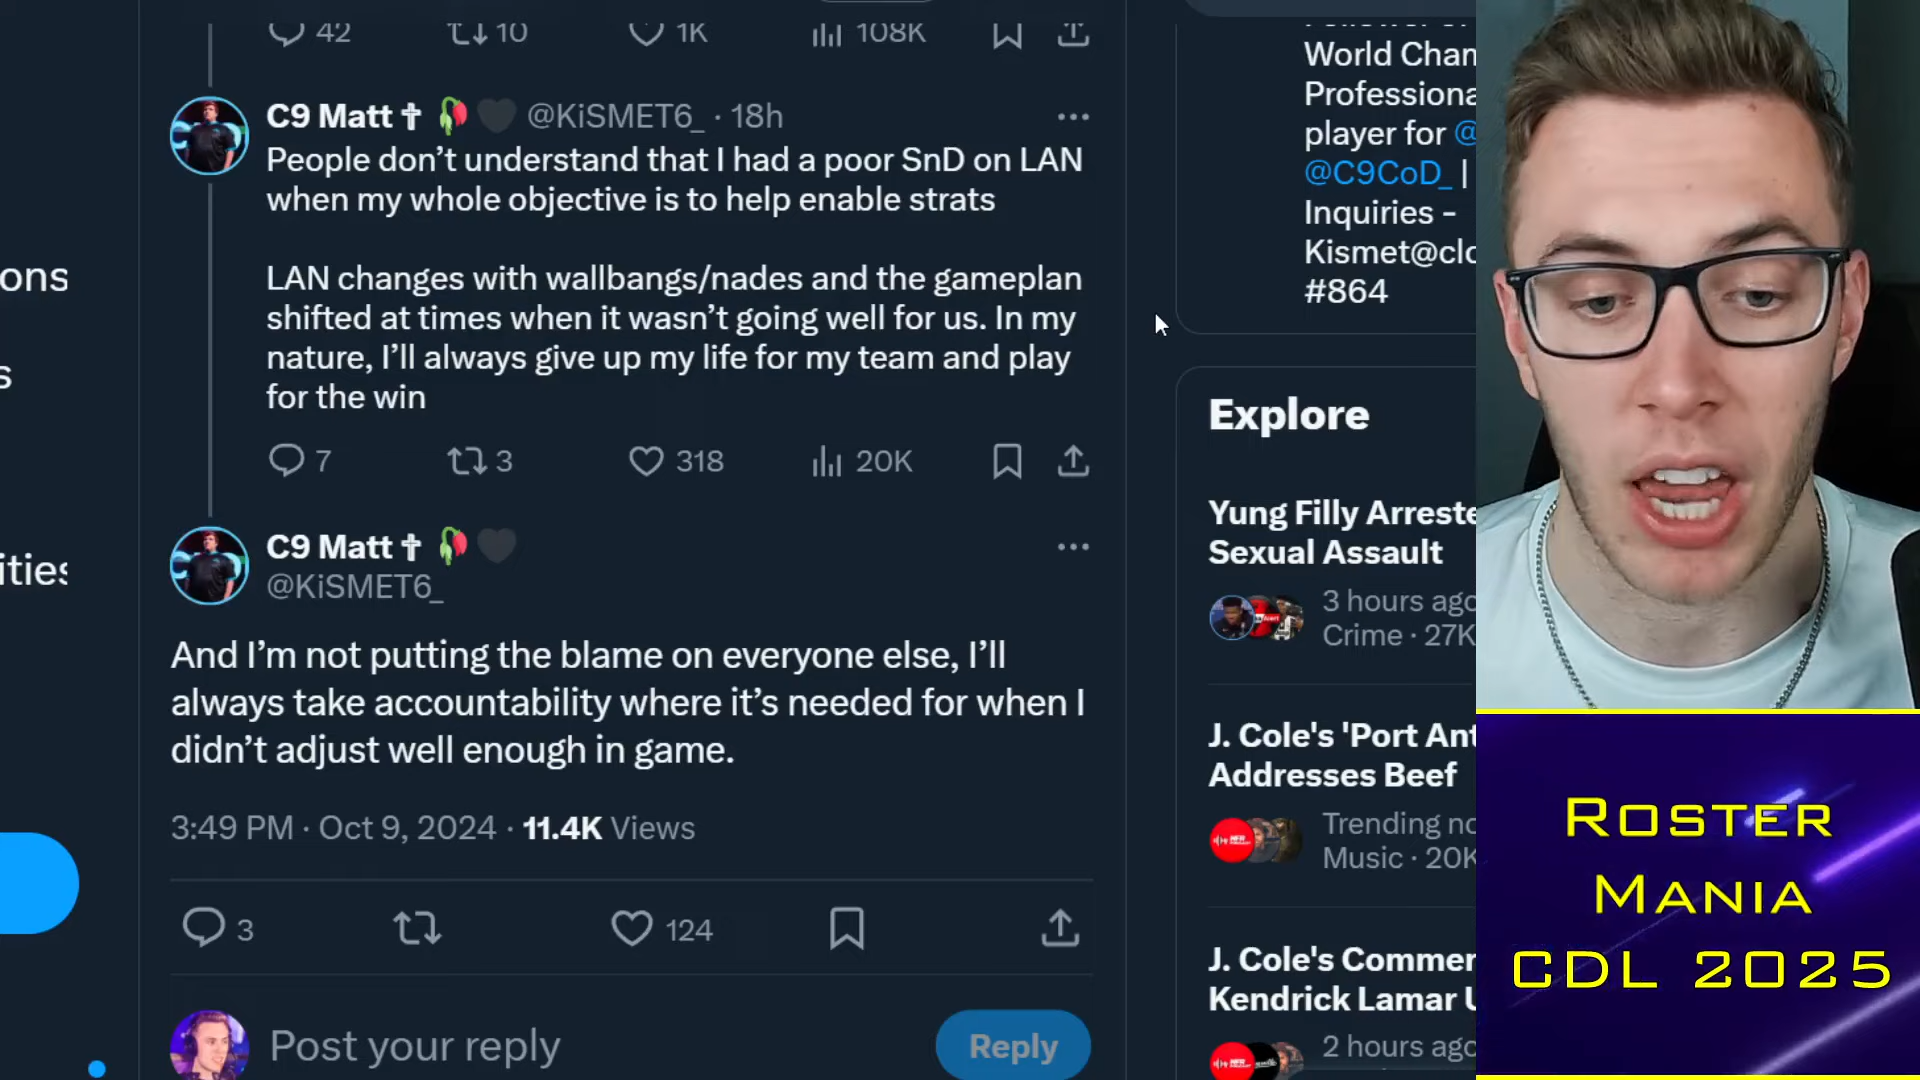 42 10 1K 108K
C9 Matt @KiSMET6_ · 18h
People don't understand that I had a poor SnD on LAN
when my whole objective is to help enable strats
LAN changes with wallbangs/nades and the gameplan
shifted at times when it wasn't going well for us. In my
nature, I'll always give up my life for my team and play
for the win
7 3 318 20K
C9 Matt
@KiSMET6_
And I'm not putting the blame on everyone else, I'll
always take accountability where it's needed for when I
didn't adjust well enough in game.
3:49 PM · Oct 9, 2024 · 11.4K Views
3 124
Post your reply
Reply
World Cham
Professiona
player for @
@C9CoD_ |
Inquiries -
Kismet@clo
#864
Explore
Yung Filly Arreste
Sexual Assault
3 hours ago
Crime · 27K
J. Cole's 'Port Ant
Addresses Beef
Trending no
Music · 20K
J. Cole's Commer
Kendrick Lamar
2 hours ago
ROSTER
MANIA
CDL 2025